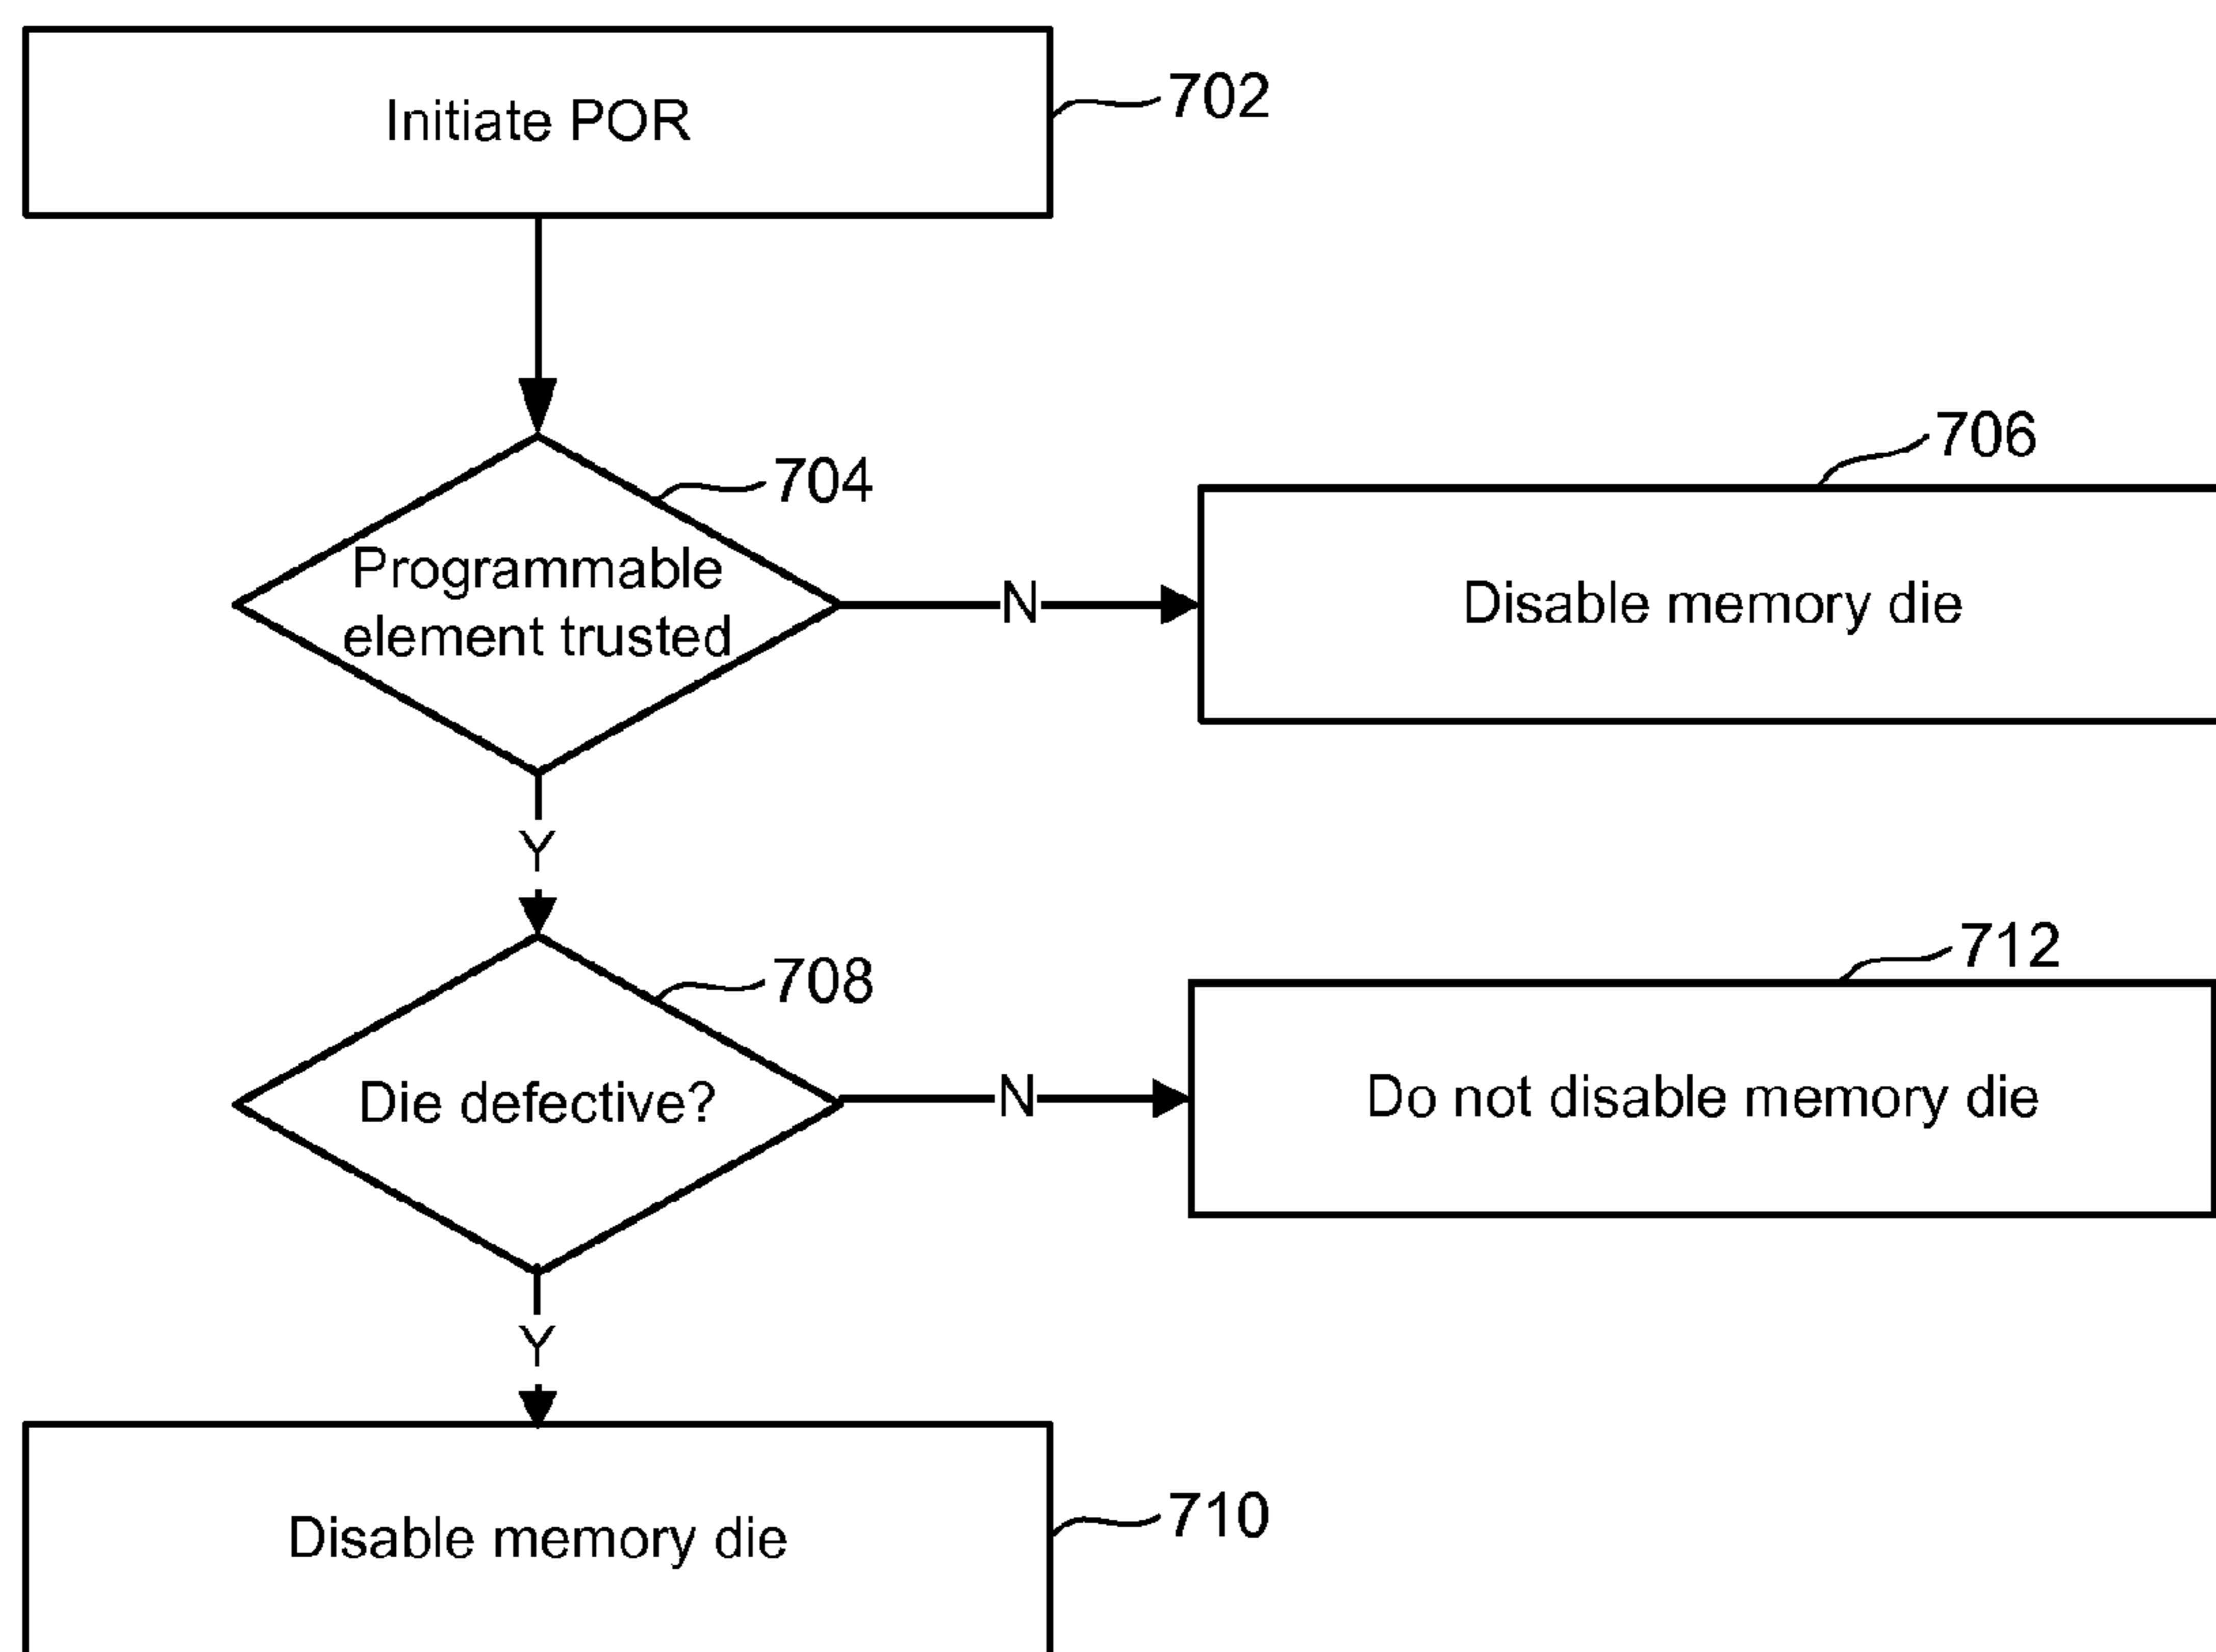 Initiate POR
702
704
Programmable
element trusted
N
706
Disable memory die
Y
708
Die defective?
N
712
Do not disable memory die
Y
Disable memory die
710